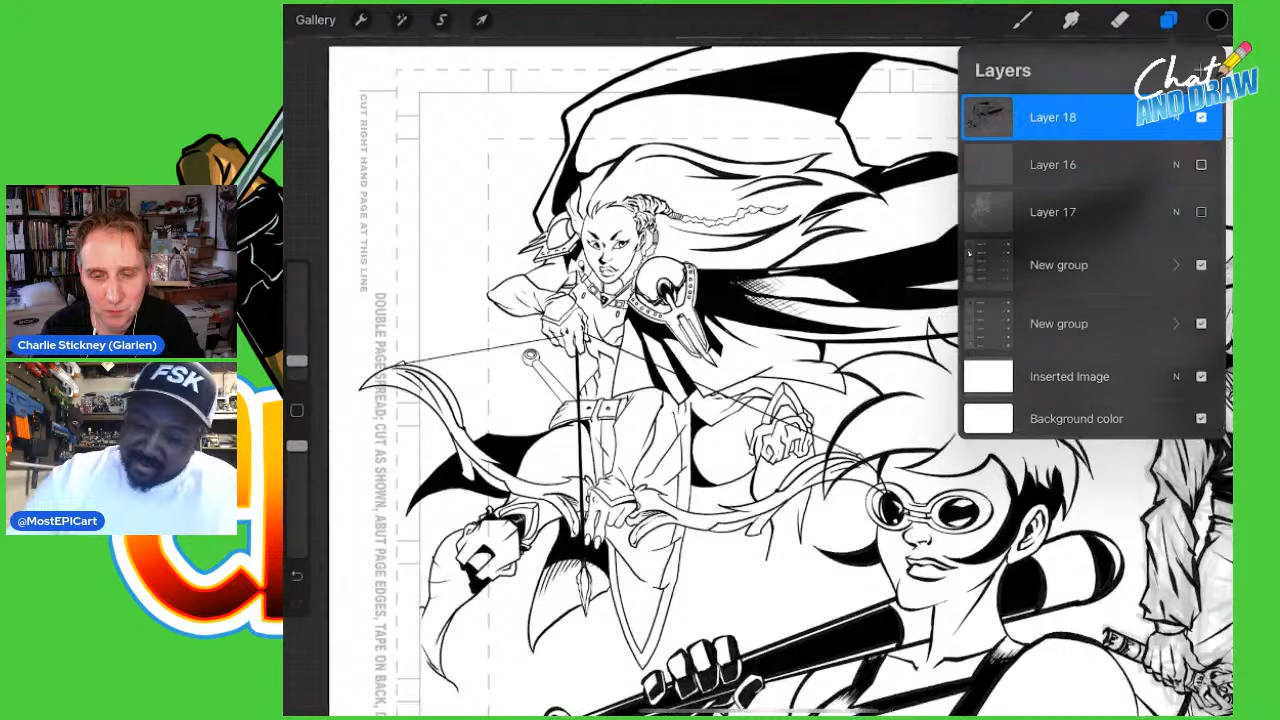 Gallery
Layers
Chat
AND DRAW
Layer 18
Layer 16
N
Layer 17
N
New group
New group
Inserted Image
N
Background color
CUT RIGHT HAND PAGE AT THIS LINE
DOUBLE PAGE SPREAD; CUT AS SHOWN, ABUT PAGE EDGES, TAPE ON BACK,
Charlie Stickney (Glarien)
FSK
@MostEPICart